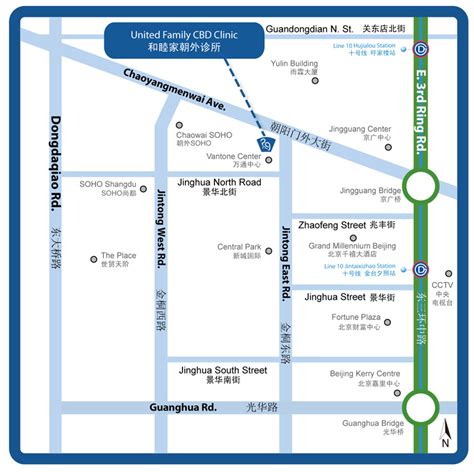 United Family CBD Clinic
和睦家朝外诊所
Guandongdian N. St. 关东店北街
Line 10 Hujialou Station
十号线 呼家楼站
Yulin Building
雨霖大厦
Chaoyangmenwai Ave.
朝阳门外大街
E. 3rd Ring Rd.
东三环中路
Dongdaqiao Rd.
东大桥路
Chaowai SOHO
朝外SOHO
Jingguang Center
京广中心
Vantone Center
万通中心
SOHO Shangdu
SOHO尚都
Jinghua North Road
景华北街
Jingguang Bridge
京广桥
Jintong West Rd.
金桐西路
Jintong East Rd.
金桐东路
Zhaofeng Street 兆丰街
Grand Millennium Beijing
北京千禧大酒店
The Place
世贸天阶
Central Park
新城国际
Line 10 Jintaixizhao Station
十号线 金台夕照站
CCTV
中央
电视台
Jinghua Street 景华街
Fortune Plaza
北京财富中心
Jinghua South Street
景华南街
Beijing Kerry Centre
北京嘉里中心
Guanghua Rd. 光华路
Guanghua Bridge
光华桥
N